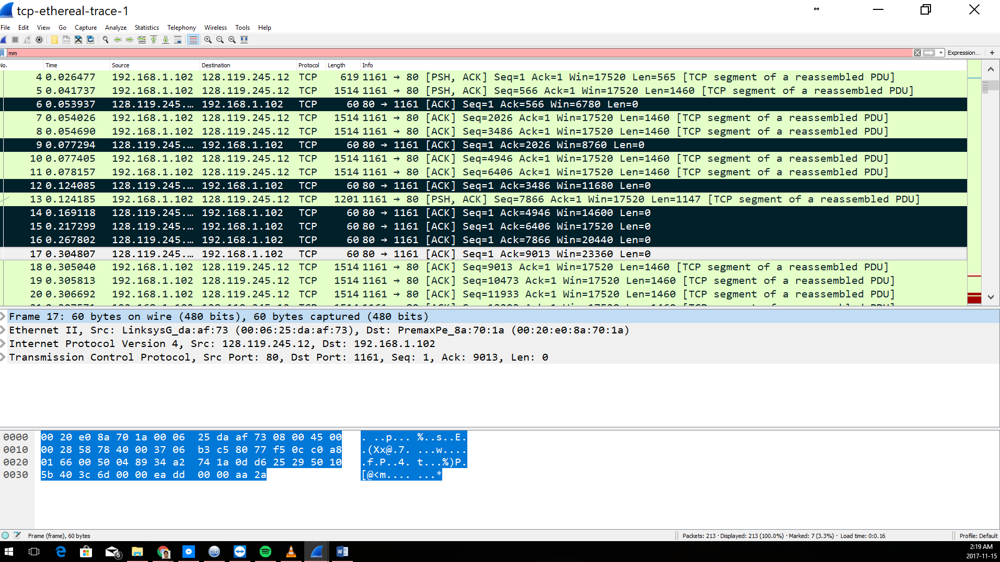 tcp-ethereal-trace-1
File Edit View Go Capture Analyze Statistics Telephony Wireless Tools Help
mm Expression... +
No. Time Source Destination Protocol Length Info
4 0.026477 192.168.1.102 128.119.245.12 TCP 619 1161 → 80 [PSH, ACK] Seq=1 Ack=1 Win=17520 Len=565 [TCP segment of a reassembled PDU]
5 0.041737 192.168.1.102 128.119.245.12 TCP 1514 1161 → 80 [PSH, ACK] Seq=566 Ack=1 Win=17520 Len=1460 [TCP segment of a reassembled PDU]
6 0.053937 128.119.245.… 192.168.1.102 TCP 60 80 → 1161 [ACK] Seq=1 Ack=566 Win=6780 Len=0
7 0.054026 192.168.1.102 128.119.245.12 TCP 1514 1161 → 80 [ACK] Seq=2026 Ack=1 Win=17520 Len=1460 [TCP segment of a reassembled PDU]
8 0.054690 192.168.1.102 128.119.245.12 TCP 1514 1161 → 80 [ACK] Seq=3486 Ack=1 Win=17520 Len=1460 [TCP segment of a reassembled PDU]
9 0.077294 128.119.245.… 192.168.1.102 TCP 60 80 → 1161 [ACK] Seq=1 Ack=2026 Win=8760 Len=0
10 0.077405 192.168.1.102 128.119.245.12 TCP 1514 1161 → 80 [ACK] Seq=4946 Ack=1 Win=17520 Len=1460 [TCP segment of a reassembled PDU]
11 0.078157 192.168.1.102 128.119.245.12 TCP 1514 1161 → 80 [ACK] Seq=6406 Ack=1 Win=17520 Len=1460 [TCP segment of a reassembled PDU]
12 0.124085 128.119.245.… 192.168.1.102 TCP 60 80 → 1161 [ACK] Seq=1 Ack=3486 Win=11680 Len=0
13 0.124185 192.168.1.102 128.119.245.12 TCP 1201 1161 → 80 [PSH, ACK] Seq=7866 Ack=1 Win=17520 Len=1147 [TCP segment of a reassembled PDU]
14 0.169118 128.119.245.… 192.168.1.102 TCP 60 80 → 1161 [ACK] Seq=1 Ack=4946 Win=14600 Len=0
15 0.217299 128.119.245.… 192.168.1.102 TCP 60 80 → 1161 [ACK] Seq=1 Ack=6406 Win=17520 Len=0
16 0.267802 128.119.245.… 192.168.1.102 TCP 60 80 → 1161 [ACK] Seq=1 Ack=7866 Win=20440 Len=0
17 0.304807 128.119.245.… 192.168.1.102 TCP 60 80 → 1161 [ACK] Seq=1 Ack=9013 Win=23360 Len=0
18 0.305040 192.168.1.102 128.119.245.12 TCP 1514 1161 → 80 [ACK] Seq=9013 Ack=1 Win=17520 Len=1460 [TCP segment of a reassembled PDU]
19 0.305813 192.168.1.102 128.119.245.12 TCP 1514 1161 → 80 [ACK] Seq=10473 Ack=1 Win=17520 Len=1460 [TCP segment of a reassembled PDU]
20 0.306692 192.168.1.102 128.119.245.12 TCP 1514 1161 → 80 [ACK] Seq=11933 Ack=1 Win=17520 Len=1460 [TCP segment of a reassembled PDU]
Frame 17: 60 bytes on wire (480 bits), 60 bytes captured (480 bits)
Ethernet II, Src: LinksysG_da:af:73 (00:06:25:da:af:73), Dst: PremaxPe_8a:70:1a (00:20:e0:8a:70:1a)
Internet Protocol Version 4, Src: 128.119.245.12, Dst: 192.168.1.102
Transmission Control Protocol, Src Port: 80, Dst Port: 1161, Seq: 1, Ack: 9013, Len: 0
0000 00 20 e0 8a 70 1a 00 06 25 da af 73 08 00 45 00 . ..p... %..s..E.
0010 00 28 58 78 40 00 37 06 b3 c5 80 77 f5 0c c0 a8 .(Xx@.7. ...w....
0020 01 66 00 50 04 89 34 a2 74 1a 0d d6 25 29 50 10 .f.P..4. t...%)P.
0030 5b 40 3c 6d 00 00 ea dd 00 00 aa 2a [@<m.... ...*
Frame (frame), 60 bytes Packets: 213 · Displayed: 213 (100.0%) · Marked: 7 (3.3%) · Load time: 0:0.16 Profile: Default
5 qb 2:19 AM
2017-11-15